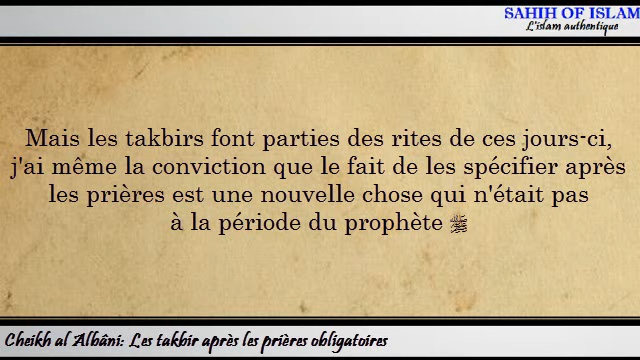 SAHIH OF ISLAM
L'islam authentique
Mais les takbirs font parties des rites de ces jours-ci,
j'ai même la conviction que le fait de les spécifier après
les prières est une nouvelle chose qui n'était pas
à la période du prophète ﷺ
Cheikh al Albâni: Les takbir après les prières obligatoires